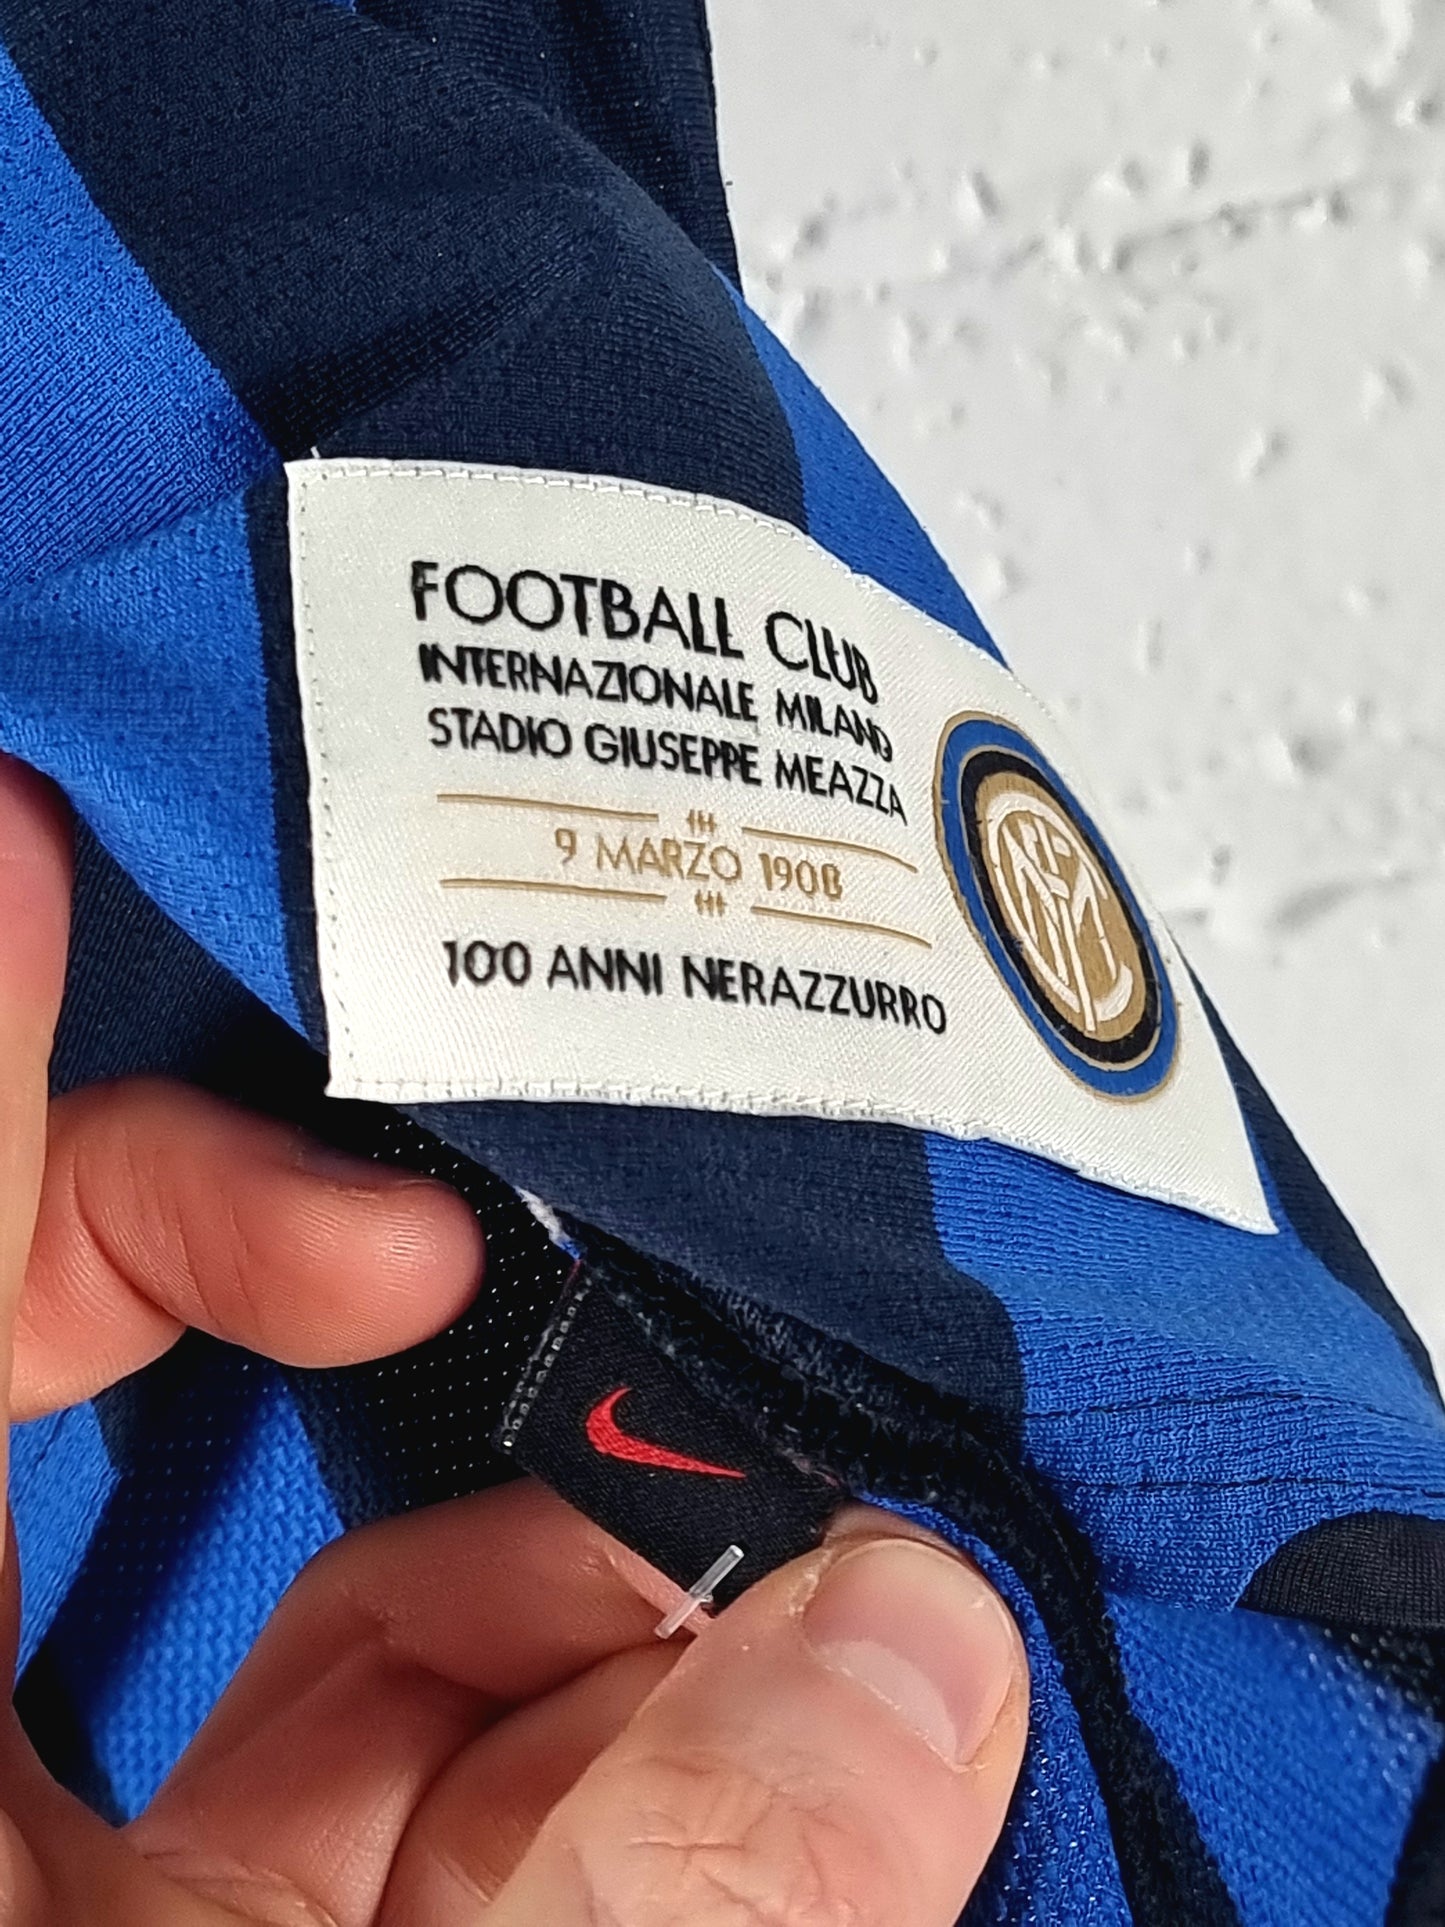 FOOTBALL CLUB
INTERNAZIONALE MILANO
STADIO GIUSEPPE MEAZZA
9 MARZO 1908
100 ANNI NERAZZURRO